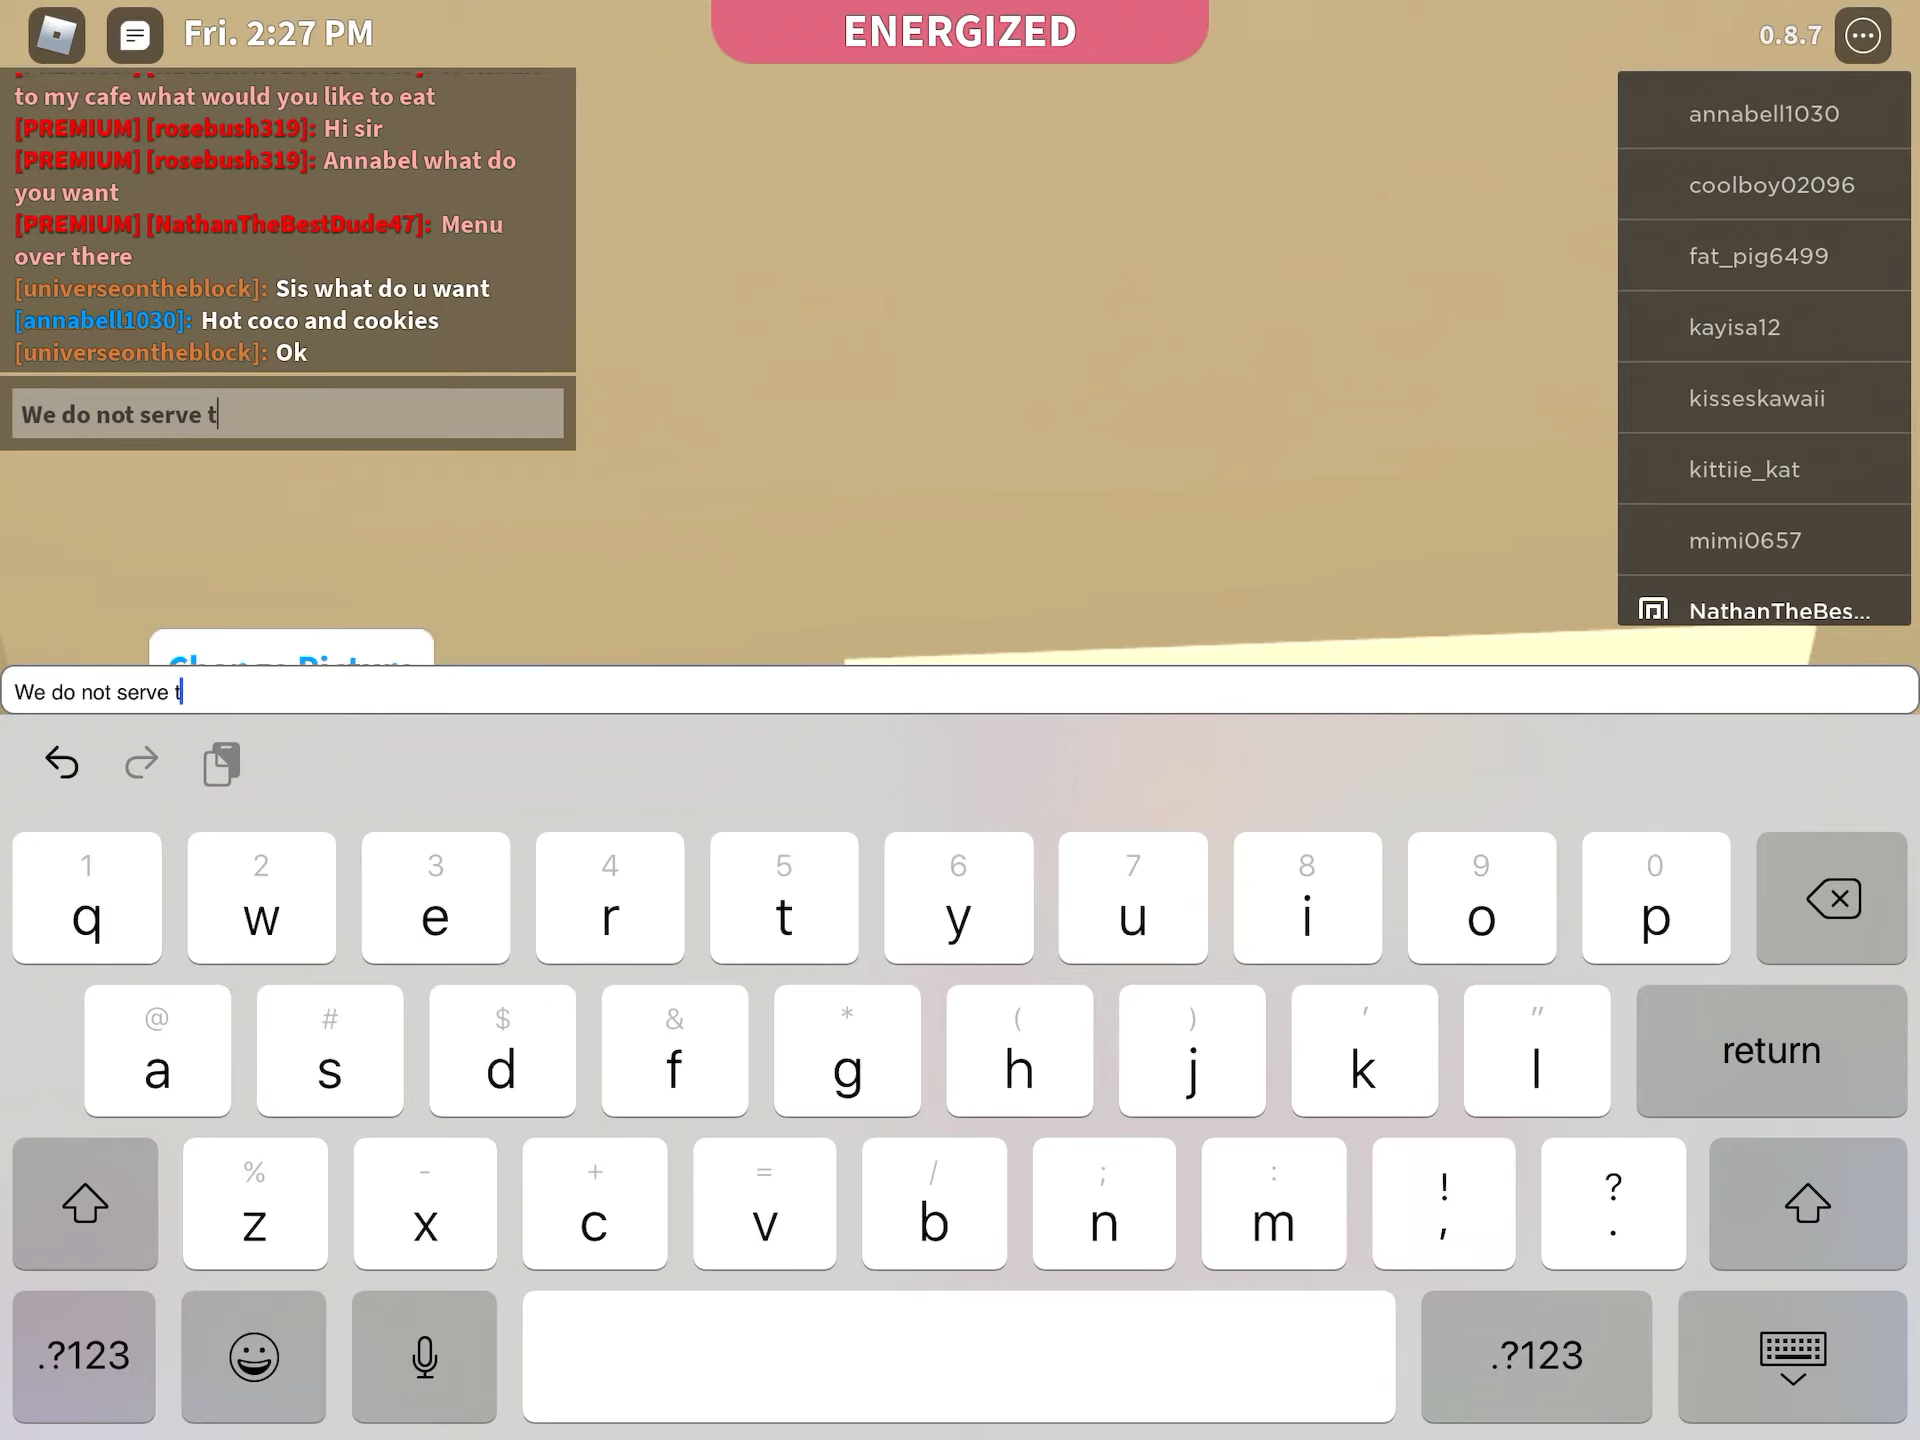 Fri. 2:27 PM
ENERGIZED
0.8.7
to my cafe what would you like to eat
[PREMIUM] [rosebush319]: Hi sir
[PREMIUM] [rosebush319]: Annabel what do
you want
[PREMIUM] [NathanTheBestDude47]: Menu
over there
[universeontheblock]: Sis what do u want
[annabell1030]: Hot coco and cookies
[universeontheblock]: Ok
We do not serve t
annabell1030
coolboy02096
fat_pig6499
kayisa12
kisseskawaii
kittiie_kat
mimi0657
NathanTheBes...
Change Picture
We do not serve t
1 2 3 4 5 6 7 8 9 0
q w e r t y u i o p
@ # $ & * ( ) ' "
a s d f g h j k l return
% - + = / ; : ! ?
z x c v b n m , .
.?123 .?123